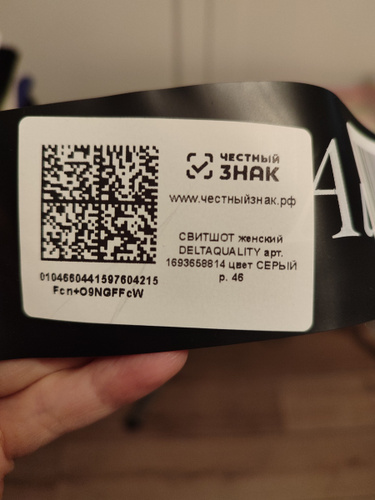 ЧЕСТНЫЙ
ЗНАК
www.честныйзнак.рф
СВИТШОТ женский
DELTAQUALITY арт.
1693658814 цвет СЕРЫЙ
р. 46
0104660441597604215
Fcn+O9NGFFcW